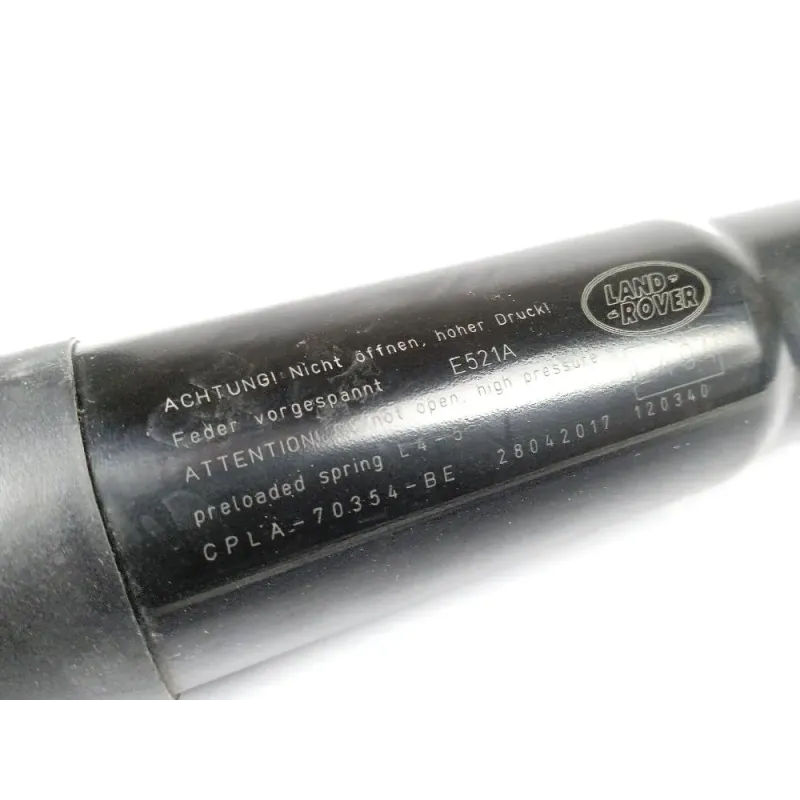 LAND-
-ROVER
ACHTUNG! Nicht öffnen, hoher Druck!
Feder vorgespannt E521A
ATTENTION! not open, high pressure
preloaded spring
CPLA-70354-BE 28042017 120340